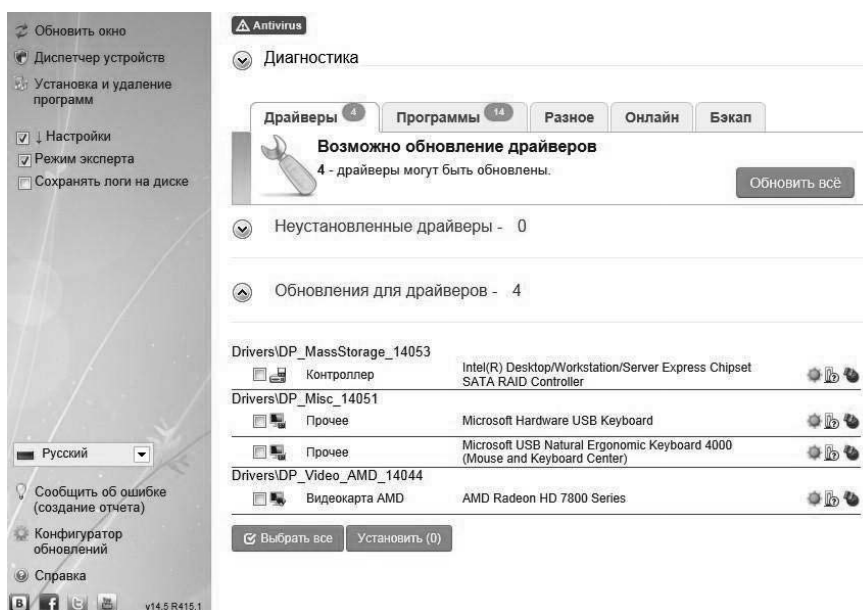 Обновить окно
Диспетчер устройств
Установка и удаление
программ
↓ Настройки
Режим эксперта
Сохранять логи на диске
Русский
Сообщить об ошибке
(создание отчета)
Конфигуратор
обновлений
Справка
v14.5 R415.1
Antivirus
Диагностика
Драйверы 4 Программы 14 Разное Онлайн Бэкап
Возможно обновление драйверов
4 - драйверы могут быть обновлены.
Обновить всё
Неустановленные драйверы - 0
Обновления для драйверов - 4
Drivers\DP_MassStorage_14053
Контроллер Intel(R) Desktop/Workstation/Server Express Chipset
SATA RAID Controller
Drivers\DP_Misc_14051
Прочее Microsoft Hardware USB Keyboard
Прочее Microsoft USB Natural Ergonomic Keyboard 4000
(Mouse and Keyboard Center)
Drivers\DP_Video_AMD_14044
Видеокарта AMD AMD Radeon HD 7800 Series
Выбрать все Установить (0)